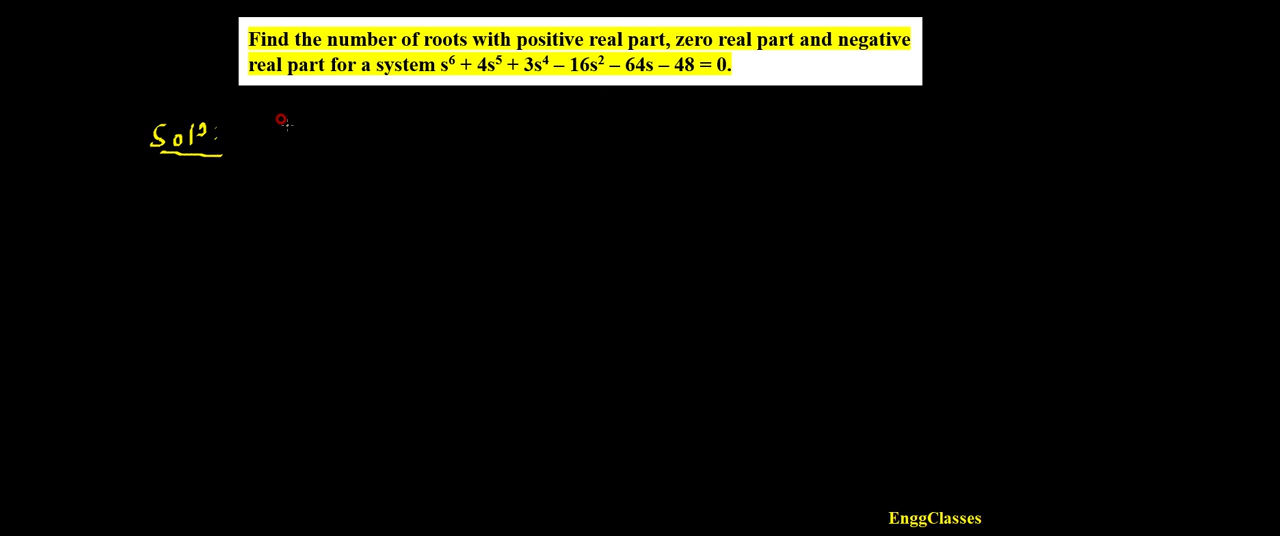 Find the number of roots with positive real part, zero real part and negative
real part for a system s⁶ + 4s⁵ + 3s⁴ – 16s² – 64s – 48 = 0.
Solⁿ:
EnggClasses